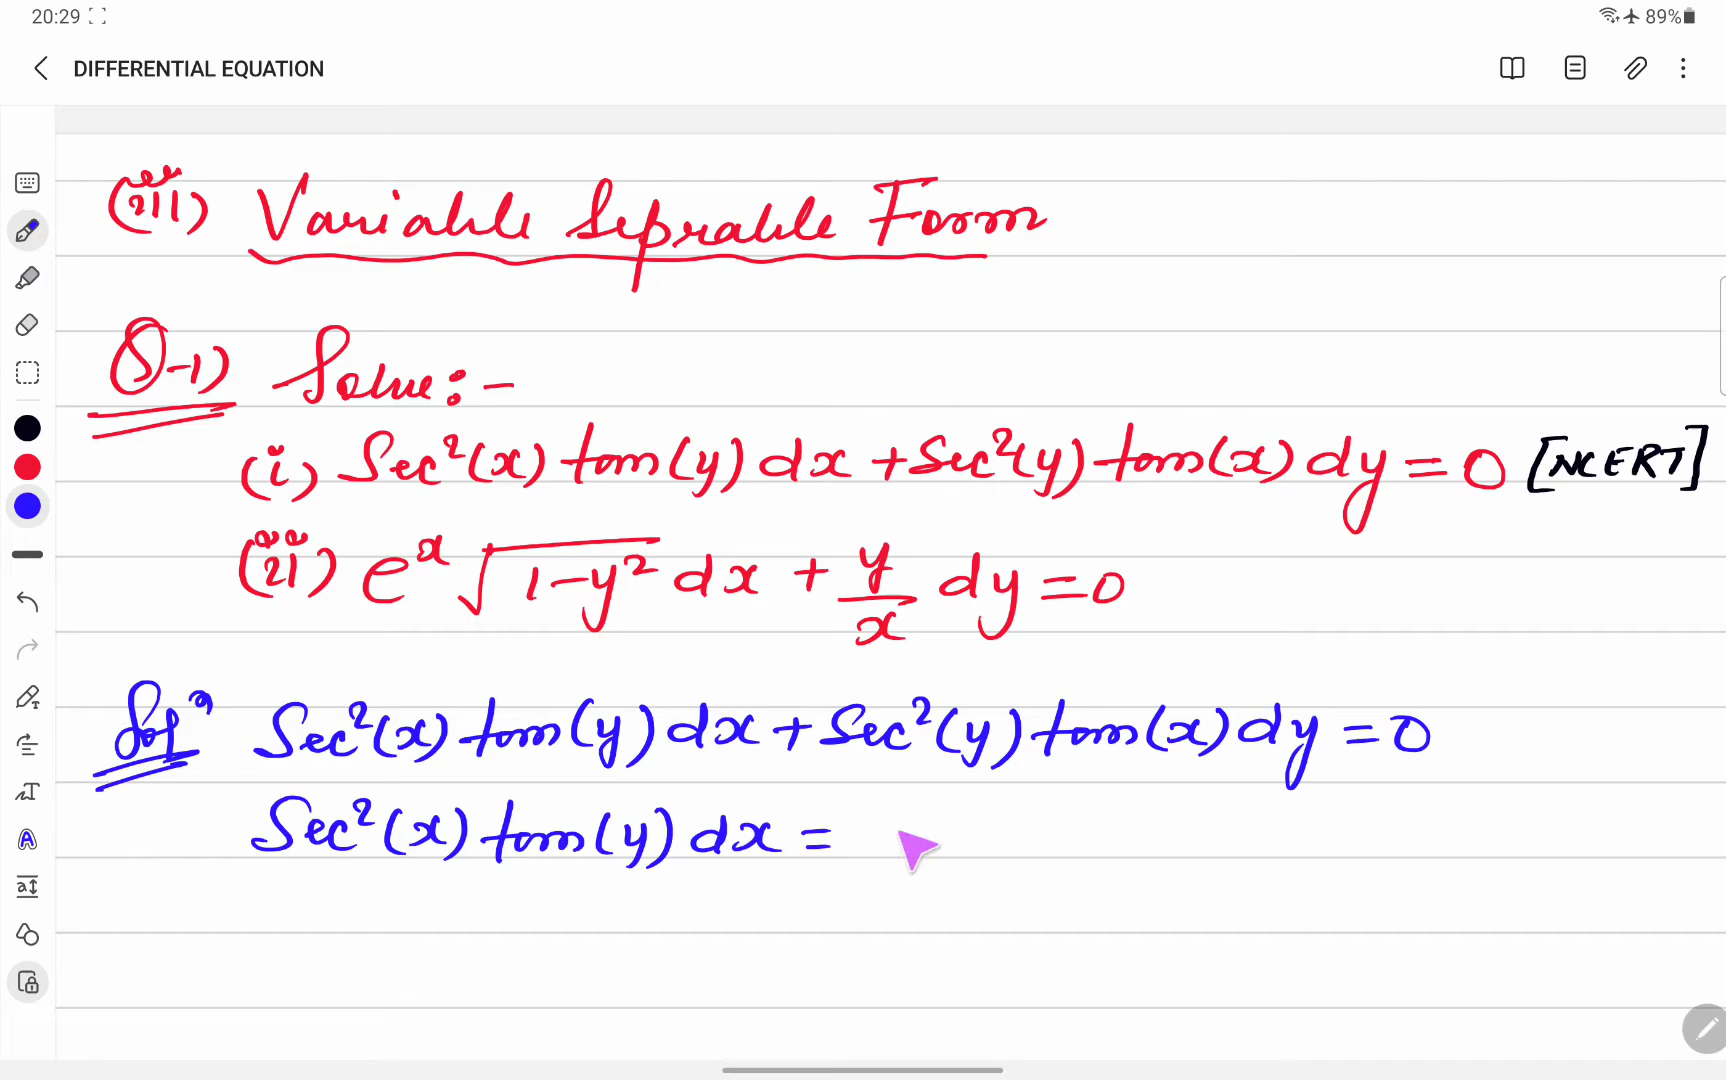 20:29 89%
DIFFERENTIAL EQUATION
(iii) Variable Seprable Form
Q-1) Solve:-
(i) Sec²(x) tan(y) dx + Sec²(y) tan(x) dy = 0 [NCERT]
(ii) eˣ √(1-y²) dx + y/x dy = 0
Solⁿ Sec²(x) tan(y) dx + Sec²(y) tan(x) dy = 0
Sec²(x) tan(y) dx =